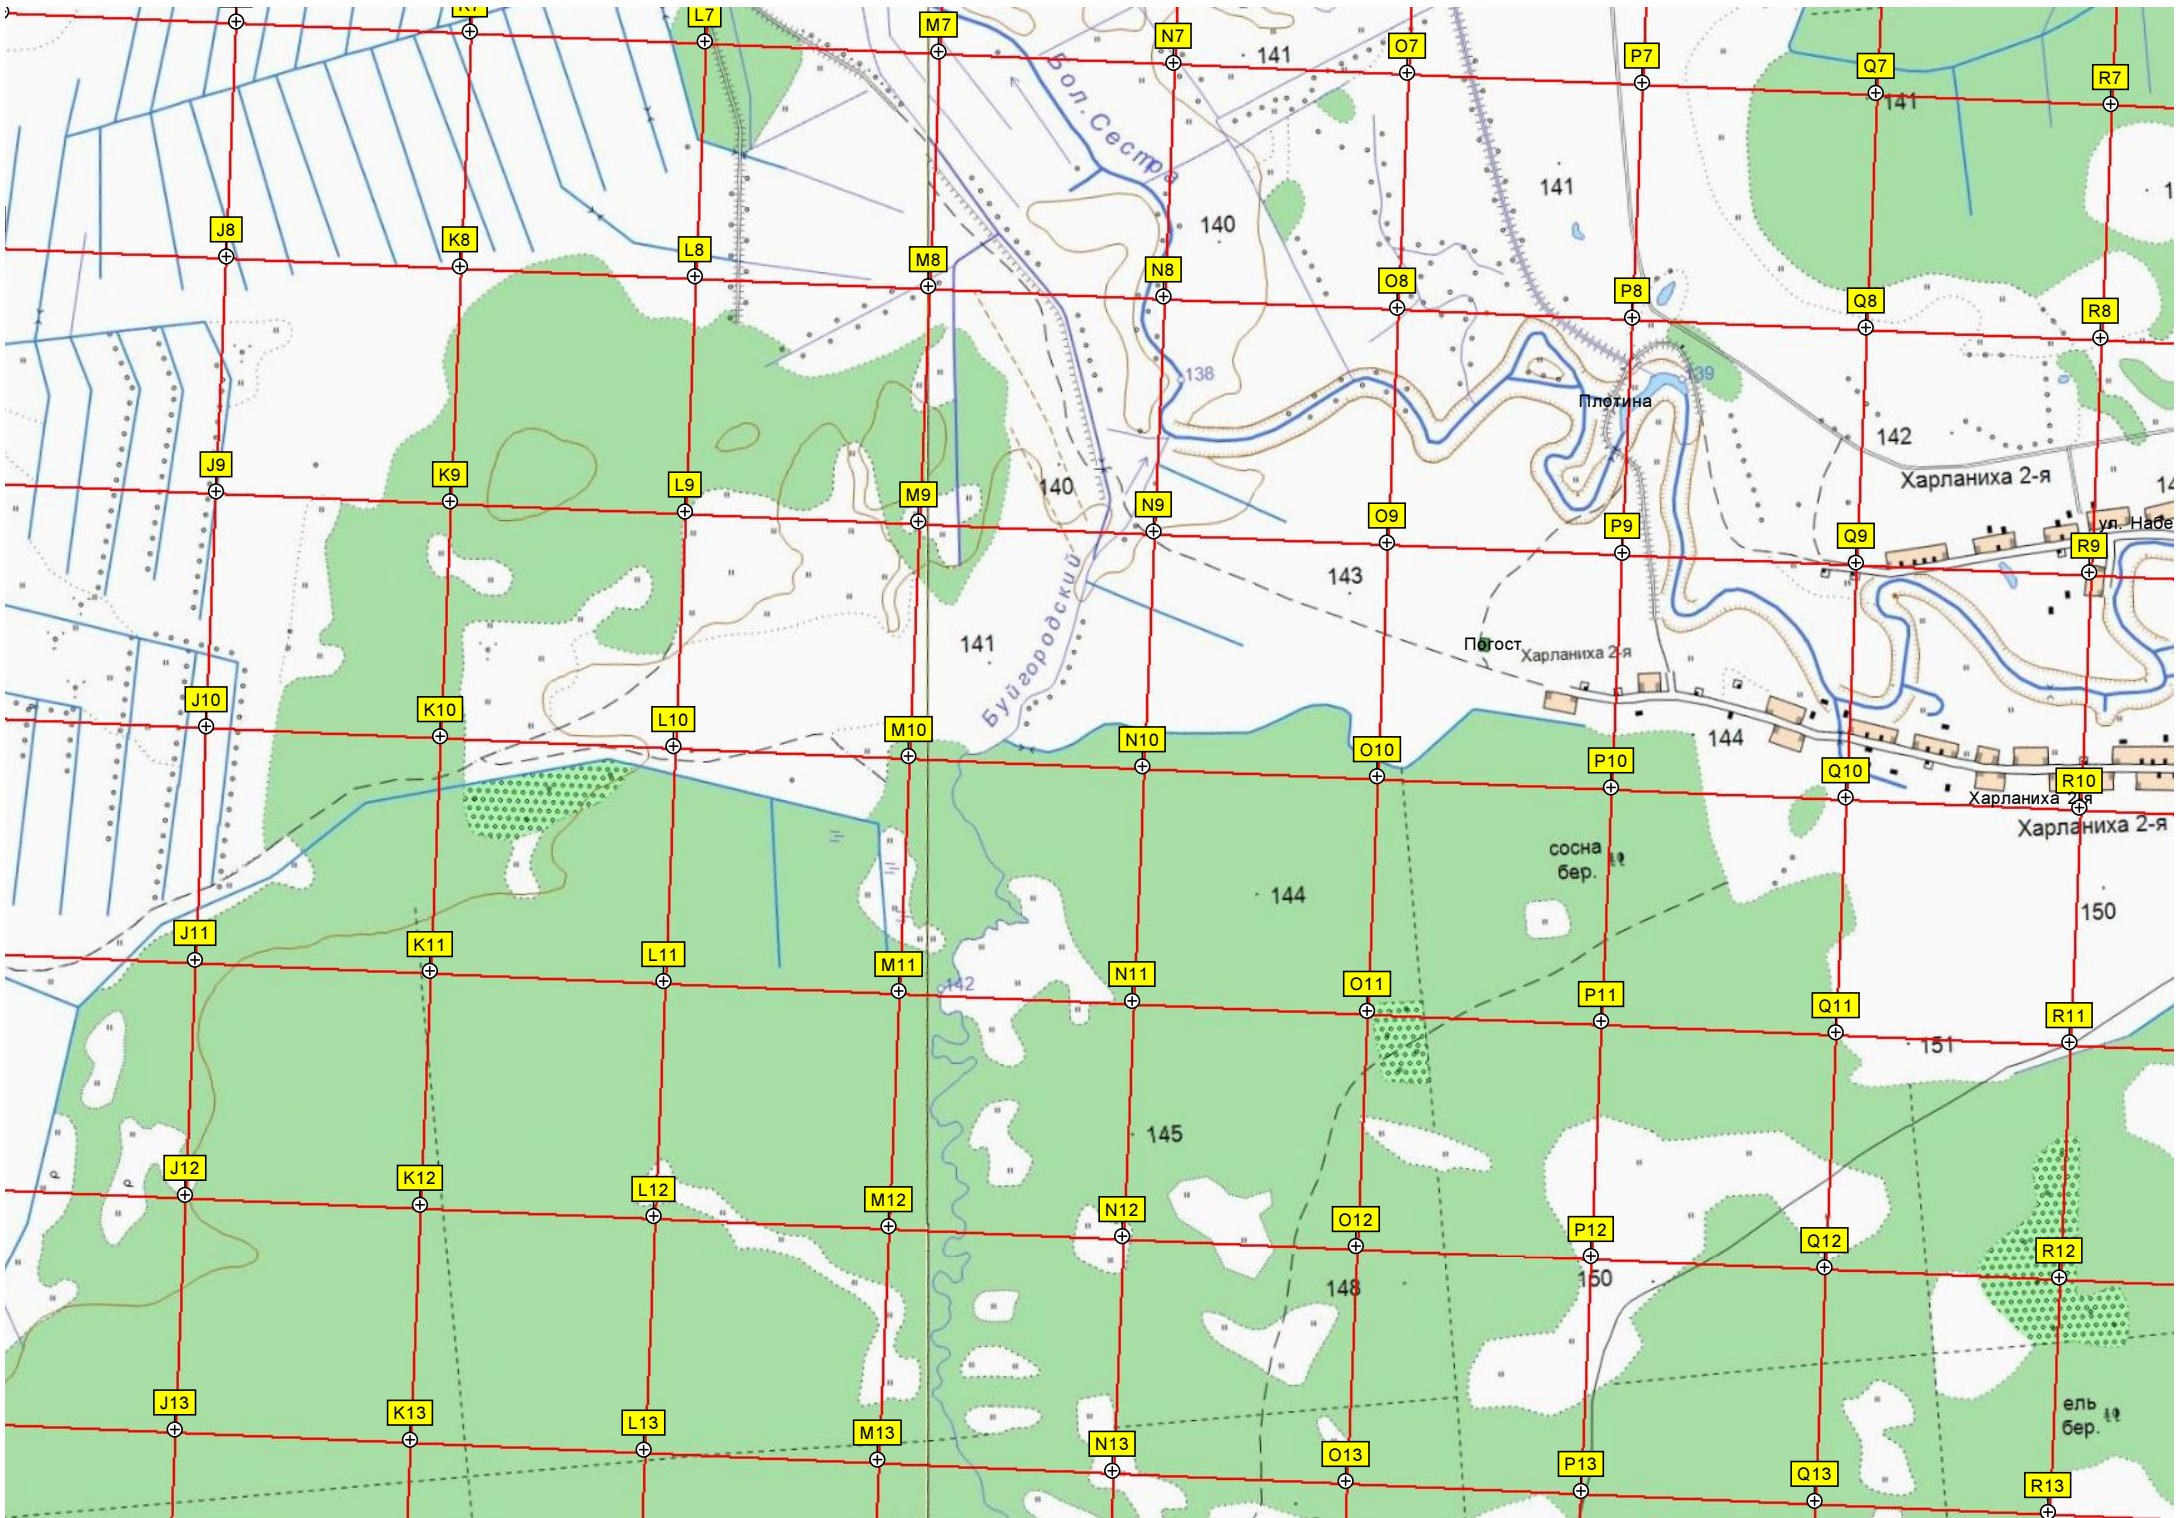 L7
M7
N7
O7
P7
Q7
R7
141
141
141
Бол. Сестра
J8
K8
L8
M8
N8
O8
P8
Q8
R8
140
138
139
Плотина
142
Харланиха 2-я
J9
K9
L9
M9
N9
O9
P9
Q9
R9
140
ул. Набе
143
141
Буйгородский
Погост
Харланиха 2-я
144
J10
K10
L10
M10
N10
O10
P10
Q10
R10
Харланиха 2-я
Харланиха 2-я
сосна
бер.
144
150
J11
K11
L11
M11
N11
O11
P11
Q11
R11
142
151
145
J12
K12
L12
M12
N12
O12
P12
Q12
R12
148
150
J13
K13
L13
M13
N13
O13
P13
Q13
R13
ель
бер.